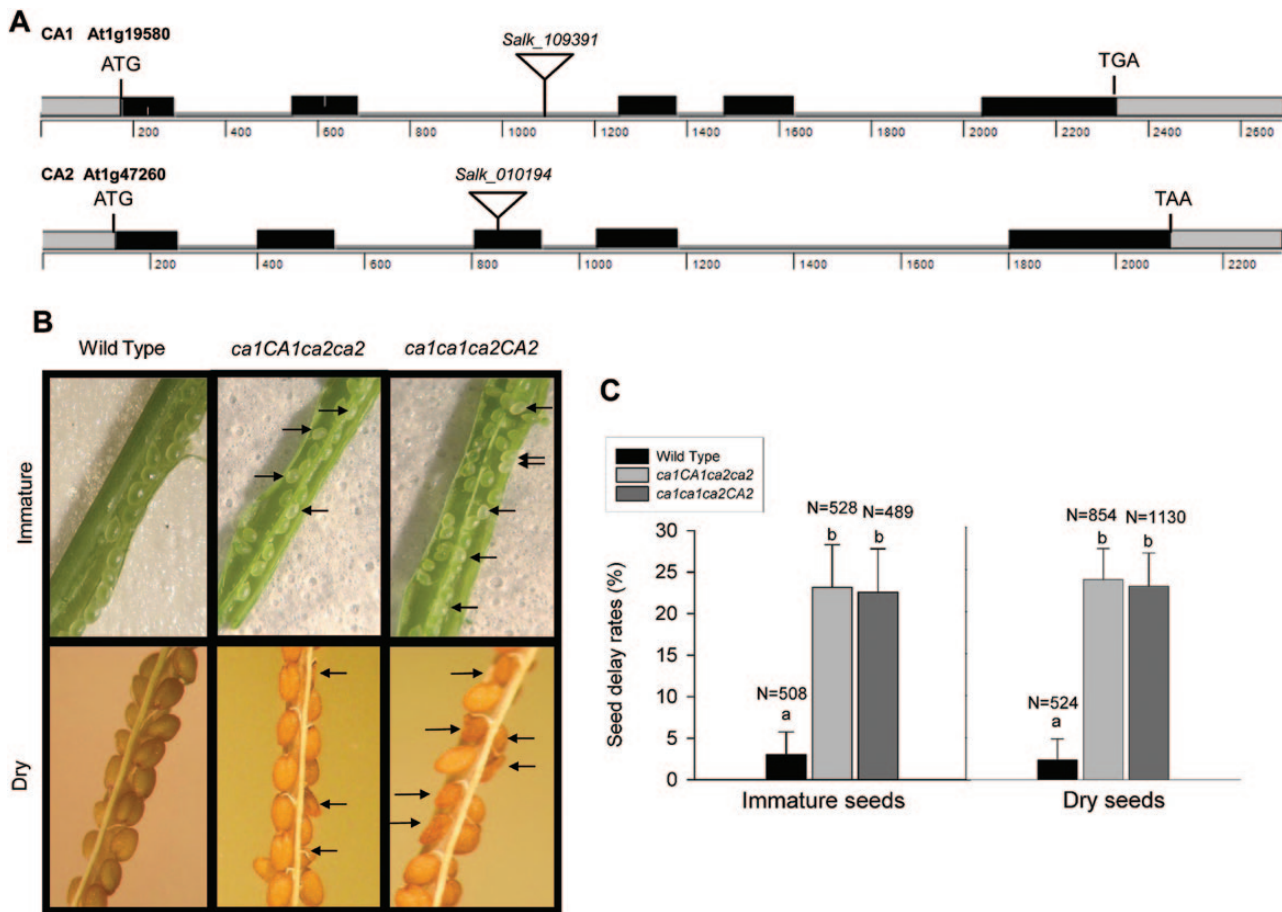 A
CA1 At1g19580
Salk_109391
ATG
TGA
200 400 600 800 1000 1200 1400 1600 1800 2000 2200 2400 2600
CA2 At1g47260
Salk_010194
ATG
TAA
200 400 600 800 1000 1200 1400 1600 1800 2000 2200
B
Wild Type ca1CA1ca2ca2 ca1ca1ca2CA2
Immature
Dry
C
Wild Type
ca1CA1ca2ca2
ca1ca1ca2CA2
Seed delay rates (%)
30
25
20
15
10
5
0
N=508
a
N=528
b
N=489
b
N=524
a
N=854
b
N=1130
b
Immature seeds Dry seeds